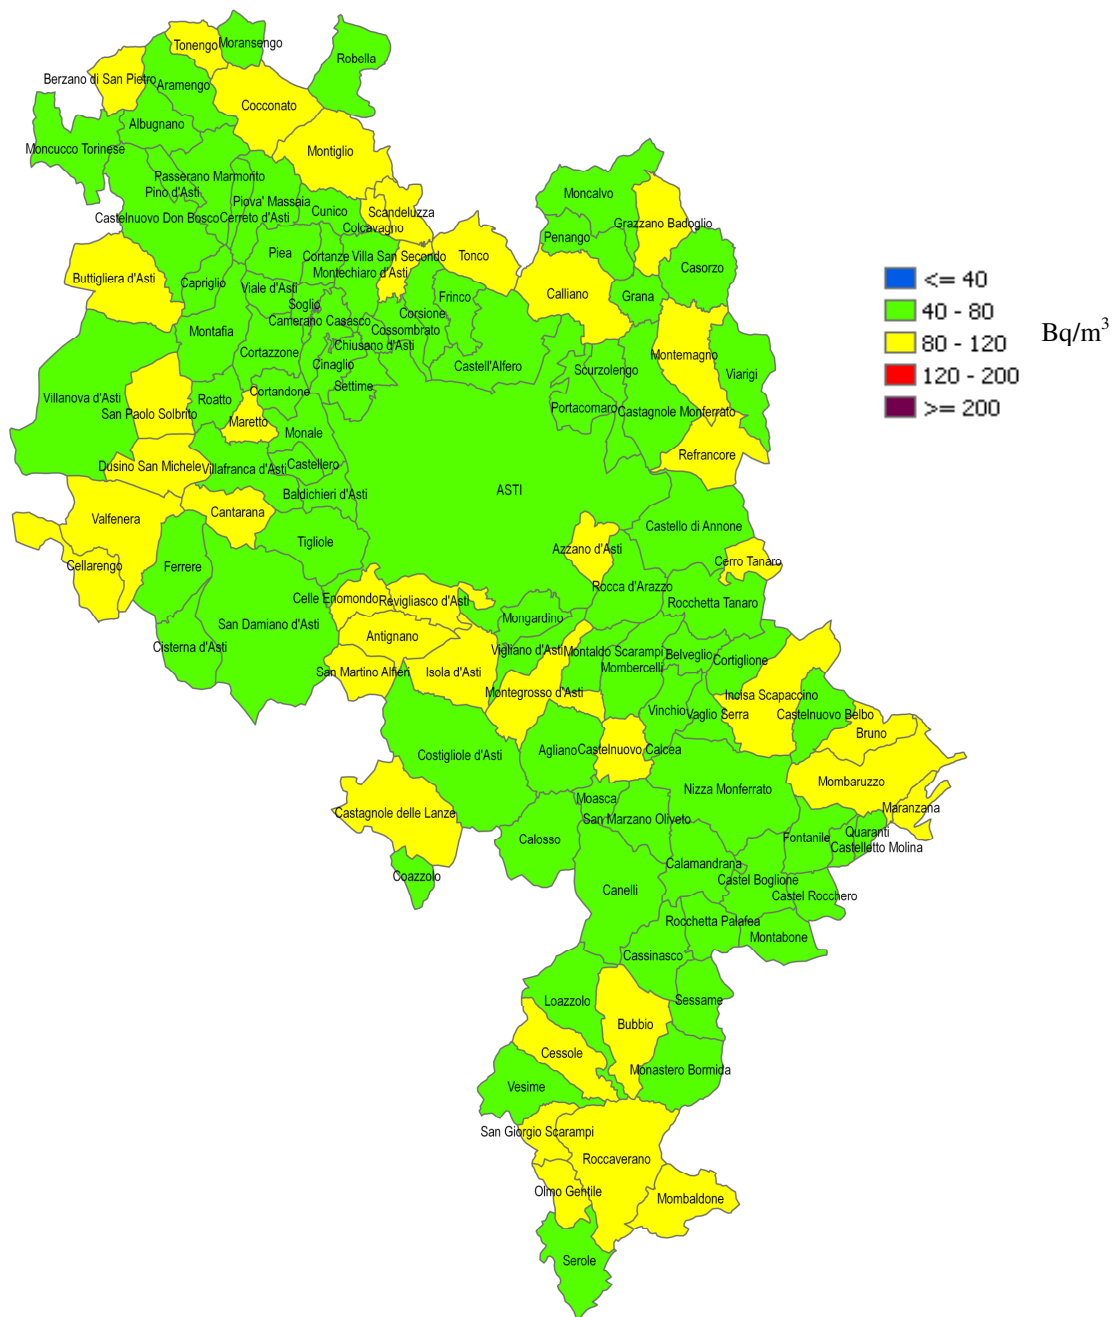 Tonengo
Moransengo
Robella
Berzano di San Pietro
Aramengo
Cocconato
Albugnano
Moncucco Torinese
Montiglio
Passerano Marmorito
Pino d'Asti
Moncalvo
Piova' Massaia
Cunico
Scandeluzza
Castelnuovo Don Bosco
Cerreto d'Asti
Colcavagno
Grazzano Badoglio
Penango
Piea
Cortanze
Villa San Secondo
Tonco
Casorzo
Montechiaro d'Asti
Buttigliera d'Asti
Capriglio
Viale d'Asti
Frinco
Calliano
Grana
<= 40
40 - 80
80 - 120
120 - 200
>= 200
Bq/m³
Soglio
Corsione
Camerano Casasco
Montafia
Cossombrato
Chiusano d'Asti
Cortazzone
Montemagno
Cinaglio
Castell'Alfero
Scurzolengo
Viarigi
Settime
Cortandone
Villanova d'Asti
Roatto
San Paolo Solbrito
Portacomaro
Castagnole Monferrato
Maretto
Monale
Refrancore
Dusino San Michele
Villafranca d'Asti
Castellero
ASTI
Baldichieri d'Asti
Cantarana
Valfenera
Castello di Annone
Tigliole
Azzano d'Asti
Cerro Tanaro
Cellarengo
Ferrere
Rocca d'Arazzo
Celle Enomondo
Revigliasco d'Asti
Rocchetta Tanaro
Mongardino
San Damiano d'Asti
Antignano
Cisterna d'Asti
Vigliano d'Asti
Montaldo Scarampi
Belveglio
Cortiglione
Mombercelli
San Martino Alfieri
Isola d'Asti
Montegrosso d'Asti
Incisa Scapaccino
Vinchio
Vaglio Serra
Castelnuovo Belbo
Bruno
Costigliole d'Asti
Agliano
Castelnuovo Calcea
Mombaruzzo
Nizza Monferrato
Moasca
Maranzana
Castagnole delle Lanze
San Marzano Oliveto
Calosso
Fontanile
Quaranti
Castelletto Molina
Calamandrana
Coazzolo
Castel Boglione
Canelli
Castel Rocchero
Rocchetta Palafea
Montabone
Cassinasco
Loazzolo
Sessame
Bubbio
Cessole
Monastero Bormida
Vesime
San Giorgio Scarampi
Roccaverano
Olmo Gentile
Mombaldone
Serole